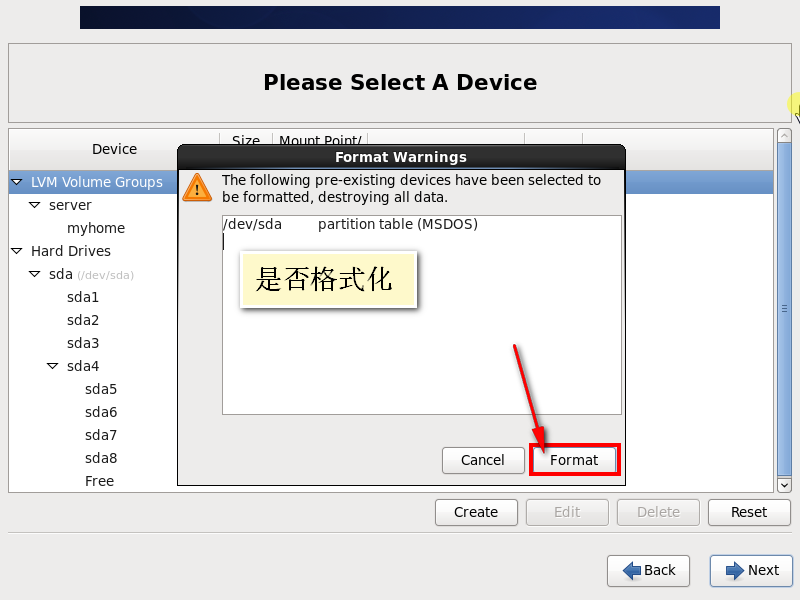 Please Select A Device
Device
Size
Mount Point/
Format Warnings
The following pre-existing devices have been selected to
be formatted, destroying all data.
/dev/sda partition table (MSDOS)
是否格式化
Cancel
Format
LVM Volume Groups
server
myhome
Hard Drives
sda (/dev/sda)
sda1
sda2
sda3
sda4
sda5
sda6
sda7
sda8
Free
Create
Edit
Delete
Reset
Back
Next